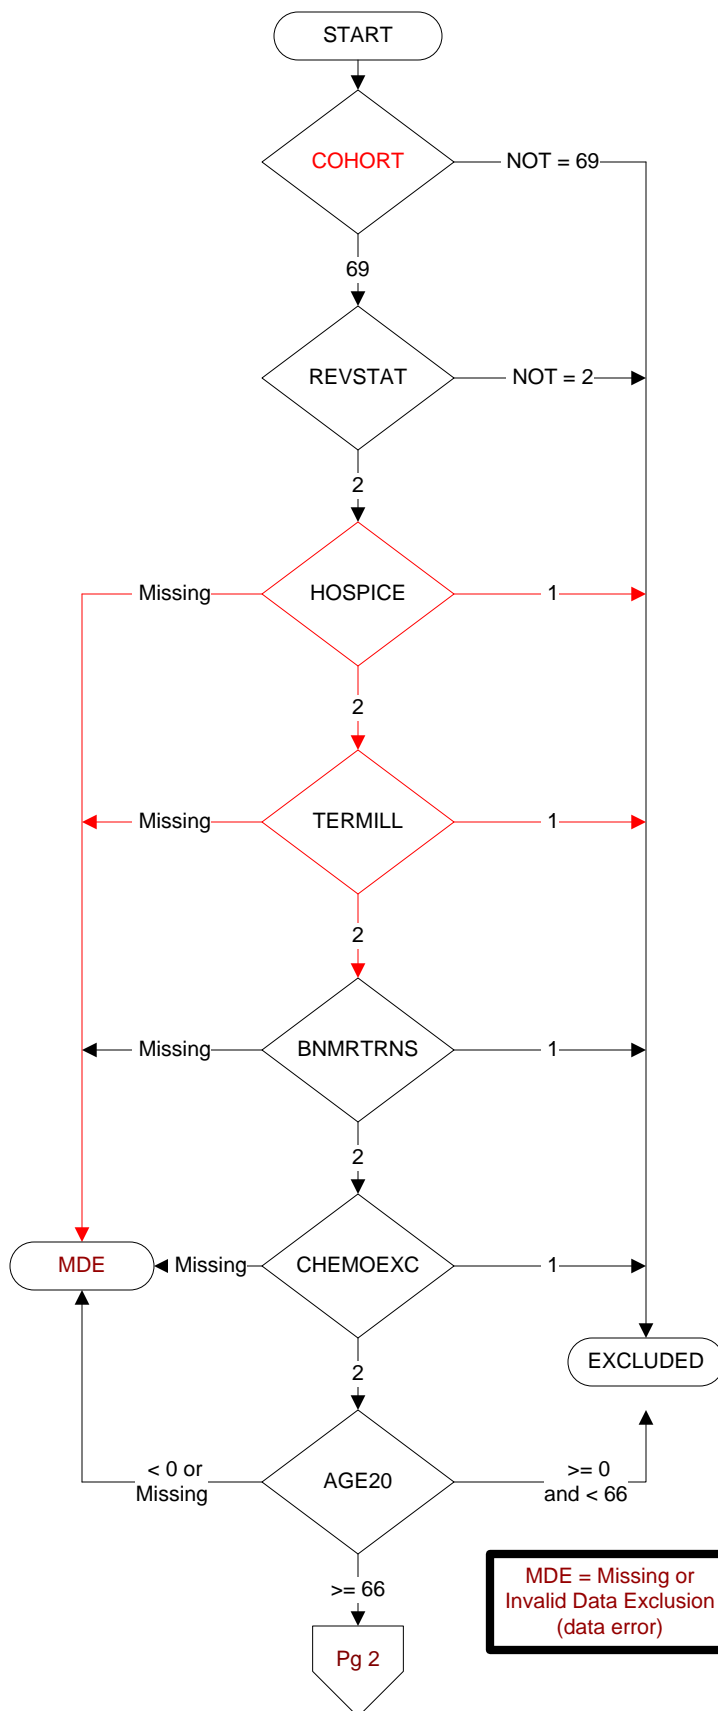 START
COHORT
NOT = 69
69
REVSTAT
NOT = 2
2
Missing
HOSPICE
1
2
Missing
TERMILL
1
2
Missing
BNMRTRNS
1
2
MDE
Missing
CHEMOEXC
1
EXCLUDED
2
< 0 or
Missing
AGE20
>= 0
and < 66
>= 66
MDE = Missing or
Invalid Data Exclusion
(data error)
Pg 2